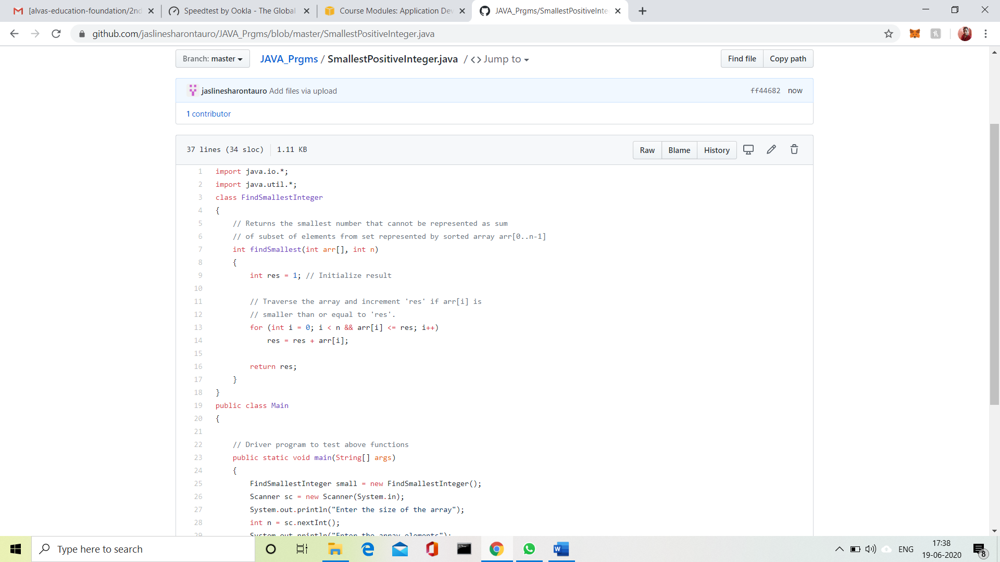 [alvas-education-foundation/2nd
Speedtest by Ookla - The Global
Course Modules: Application Dev
JAVA_Prgms/SmallestPositiveInte
github.com/jaslinesharontauro/JAVA_Prgms/blob/master/SmallestPositiveInteger.java
Branch: master
JAVA_Prgms / SmallestPositiveInteger.java / <> Jump to
Find file
Copy path
jaslinesharontauro Add files via upload
ff44682 now
1 contributor
37 lines (34 sloc) 1.11 KB
Raw Blame History
1 import java.io.*;
2 import java.util.*;
3 class FindSmallestInteger
4 {
5 // Returns the smallest number that cannot be represented as sum
6 // of subset of elements from set represented by sorted array arr[0..n-1]
7 int findSmallest(int arr[], int n)
8 {
9 int res = 1; // Initialize result
10
11 // Traverse the array and increment 'res' if arr[i] is
12 // smaller than or equal to 'res'.
13 for (int i = 0; i < n && arr[i] <= res; i++)
14 res = res + arr[i];
15
16 return res;
17 }
18 }
19 public class Main
20 {
21
22 // Driver program to test above functions
23 public static void main(String[] args)
24 {
25 FindSmallestInteger small = new FindSmallestInteger();
26 Scanner sc = new Scanner(System.in);
27 System.out.println("Enter the size of the array");
28 int n = sc.nextInt();
29 System.out.println("Enter the array elements");
Type here to search
ENG
17:38
19-06-2020
8